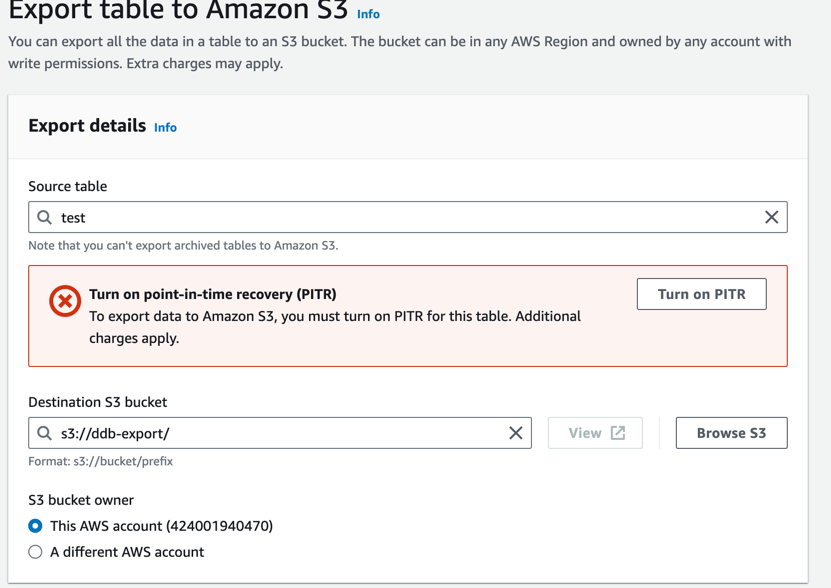 Export table to Amazon S3 Info
You can export all the data in a table to an S3 bucket. The bucket can be in any AWS Region and owned by any account with
write permissions. Extra charges may apply.
Export details Info
Source table
test
Note that you can't export archived tables to Amazon S3.
Turn on point-in-time recovery (PITR)
To export data to Amazon S3, you must turn on PITR for this table. Additional
charges apply.
Turn on PITR
Destination S3 bucket
s3://ddb-export/
View
Browse S3
Format: s3://bucket/prefix
S3 bucket owner
This AWS account (424001940470)
A different AWS account